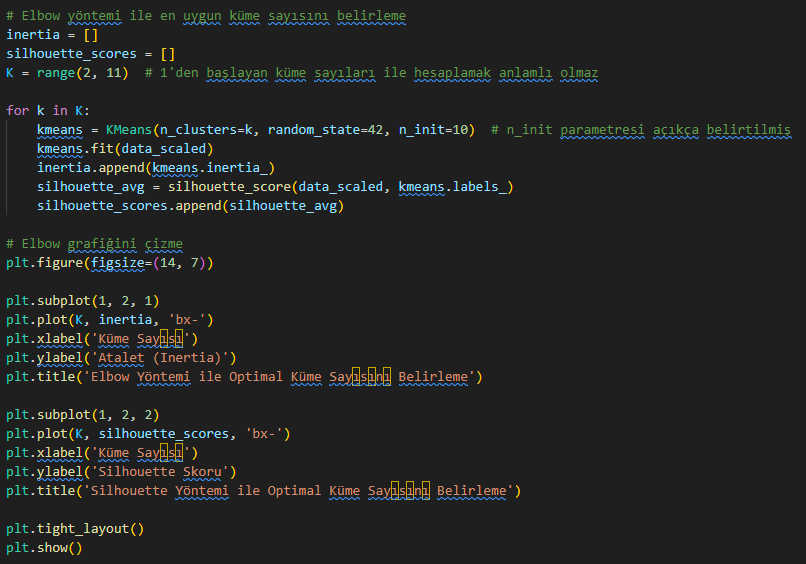 # Elbow yöntemi ile en uygun küme sayısını belirleme
inertia = []
silhouette_scores = []
K = range(2, 11)  # 1'den başlayan küme sayıları ile hesaplamak anlamlı olmaz
for k in K:
    kmeans = KMeans(n_clusters=k, random_state=42, n_init=10)  # n_init parametresi açıkça belirtilmiş
    kmeans.fit(data_scaled)
    inertia.append(kmeans.inertia_)
    silhouette_avg = silhouette_score(data_scaled, kmeans.labels_)
    silhouette_scores.append(silhouette_avg)
# Elbow grafiğini çizme
plt.figure(figsize=(14, 7))
plt.subplot(1, 2, 1)
plt.plot(K, inertia, 'bx-')
plt.xlabel('Küme Sayısı')
plt.ylabel('Atalet (Inertia)')
plt.title('Elbow Yöntemi ile Optimal Küme Sayısını Belirleme')
plt.subplot(1, 2, 2)
plt.plot(K, silhouette_scores, 'bx-')
plt.xlabel('Küme Sayısı')
plt.ylabel('Silhouette Skoru')
plt.title('Silhouette Yöntemi ile Optimal Küme Sayısını Belirleme')
plt.tight_layout()
plt.show()